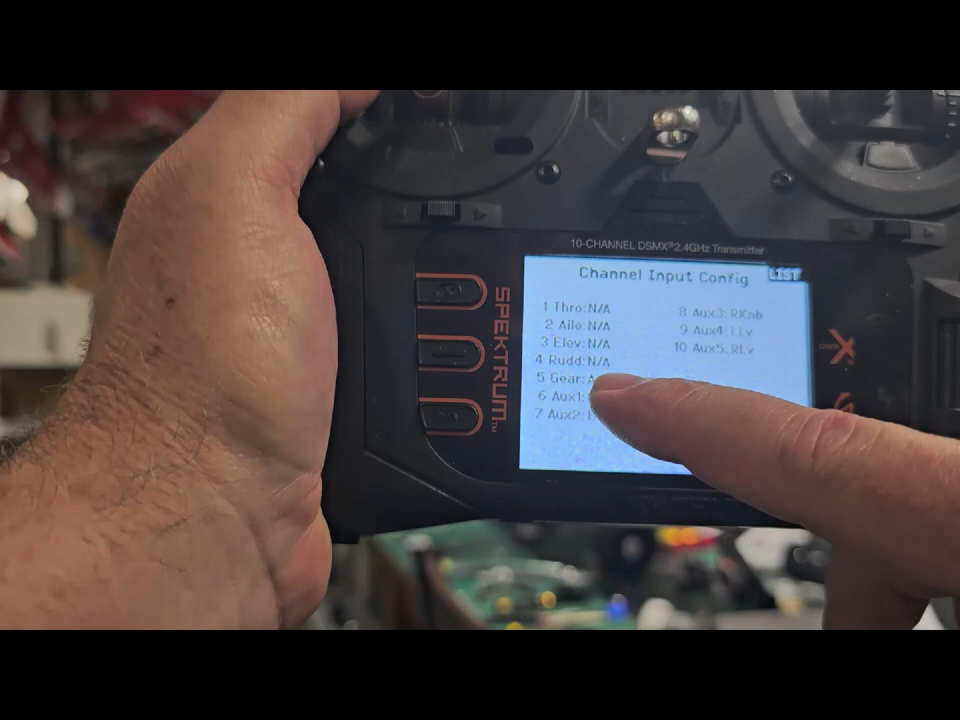 10-CHANNEL DSMX® 2.4GHz Transmitter
Channel Input Config
LIST
1 Thro: N/A
2 Aile: N/A
3 Elev: N/A
4 Rudd: N/A
5 Gear:
6 Aux1:
7 Aux2:
8 Aux3: RKnb
9 Aux4: LLv
10 Aux5: RLv
SPEKTRUM™